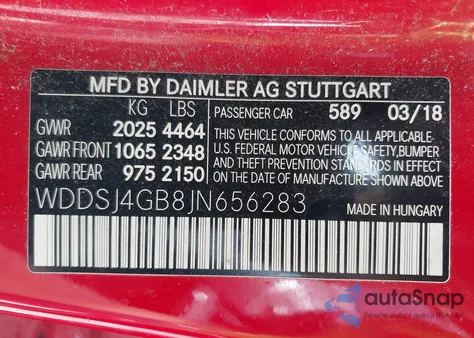 MFD BY DAIMLER AG STUTTGART
KG LBS
GVWR 2025 4464
GAWR FRONT 1065 2348
GAWR REAR 975 2150
PASSENGER CAR 589 03/18
THIS VEHICLE CONFORMS TO ALL APPLICABLE
U.S. FEDERAL MOTOR VEHICLE SAFETY, BUMPER
AND THEFT PREVENTION STANDARDS IN EFFECT
ON THE DATE OF MANUFACTURE SHOWN ABOVE.
WDDSJ4GB8JN656283
MADE IN HUNGARY
autoSnap